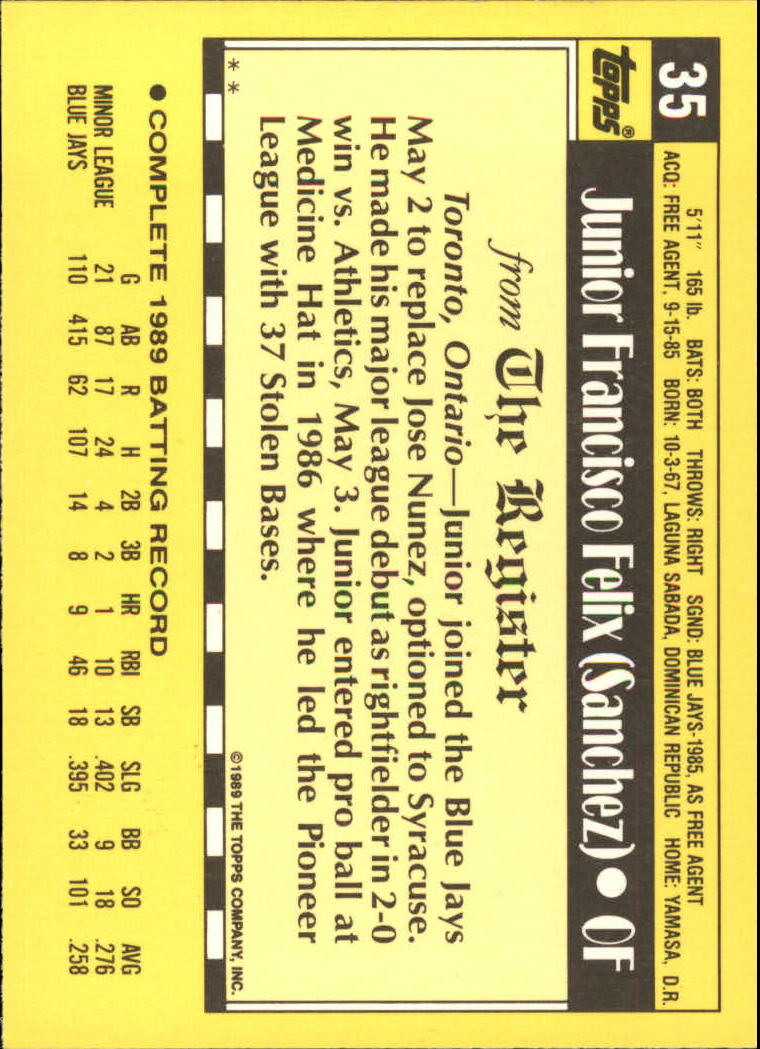 35
5'11" 165 lb. BATS: BOTH THROWS: RIGHT SGND: BLUE JAYS-1985, AS FREE AGENT
ACQ: FREE AGENT, 9-15-85 BORN: 10-3-67, LAGUNA SABADA, DOMINICAN REPUBLIC HOME: YAMASA, D.R.
topps®
Junior Francisco Felix (Sanchez) ● OF
from The Register
Toronto, Ontario—Junior joined the Blue Jays
May 2 to replace Jose Nunez, optioned to Syracuse.
He made his major league debut as rightfielder in 2-0
win vs. Athletics, May 3. Junior entered pro ball at
Medicine Hat in 1986 where he led the Pioneer
League with 37 Stolen Bases.
** ©1989 THE TOPPS COMPANY, INC.
● COMPLETE 1989 BATTING RECORD
G AB R H 2B 3B HR RBI SB SLG BB SO AVG
MINOR LEAGUE 21 87 17 24 4 2 1 10 13 .402 9 18 .276
BLUE JAYS 110 415 62 107 14 8 9 46 18 .395 33 101 .258